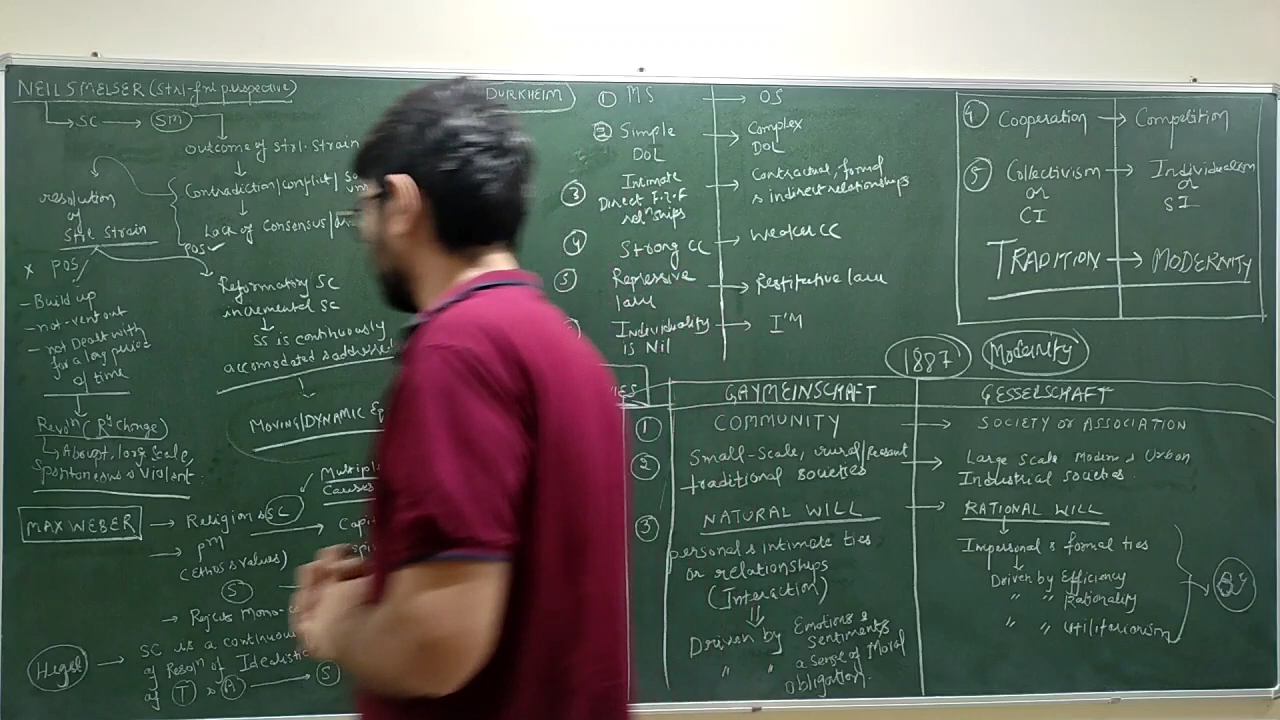 NEIL SMELSER (Strl-fnl perspective)
SC → SM
outcome of Strl. Strain
Contradiction/conflict/
Lack of Consensus/
resolution
of
Strl Strain
POS ✓
x POS
- Build up
- not vent out
- not Dealt with
for a long period
of time
Revoⁿ (Rʸ Change)
Abrupt, large Scale,
Spontaneous & Violent
Reformatory SC
incremental SC
SS is continuously
accomodated & addressed
MOVING/DYNAMIC
Multiple
Causes
MAX WEBER
→ Religion & SC
→ PM
(Ethos & values)
S
→ Rejects Mono-
Hegel → SC is a continuous
of Resoⁿ of Idealistic
of T & A → S
DURKHEIM
① MS → OS
② Simple → Complex
DOL DOL
③ Intimate → Contractual, formal
Direct F.2.F & indirect relationships
relnships
④ Strong CC → Weaker CC
⑤ Repressive → Restitutive law
law
Individuality → I'M
is Nil
④ Cooperation → Competition
⑤ Collectivism → Individualism
or or
CI SI
TRADITION → MODERNITY
1887 Modernity
IES GAYMEINSCHAFT GESSELSCHAFT
① COMMUNITY → SOCIETY or ASSOCIATION
② Small-Scale, rural/Peasant → Large Scale Modern & Urban
traditional societies Industrial societies.
③ NATURAL WILL → RATIONAL WILL
personal & intimate ties Impersonal & formal ties
or relationships
(Interaction)
Driven by Efficiency
" " Rationality
" " Utilitarianism
Driven by Emotions &
Sentiments
" " a sense of Moral
obligation.